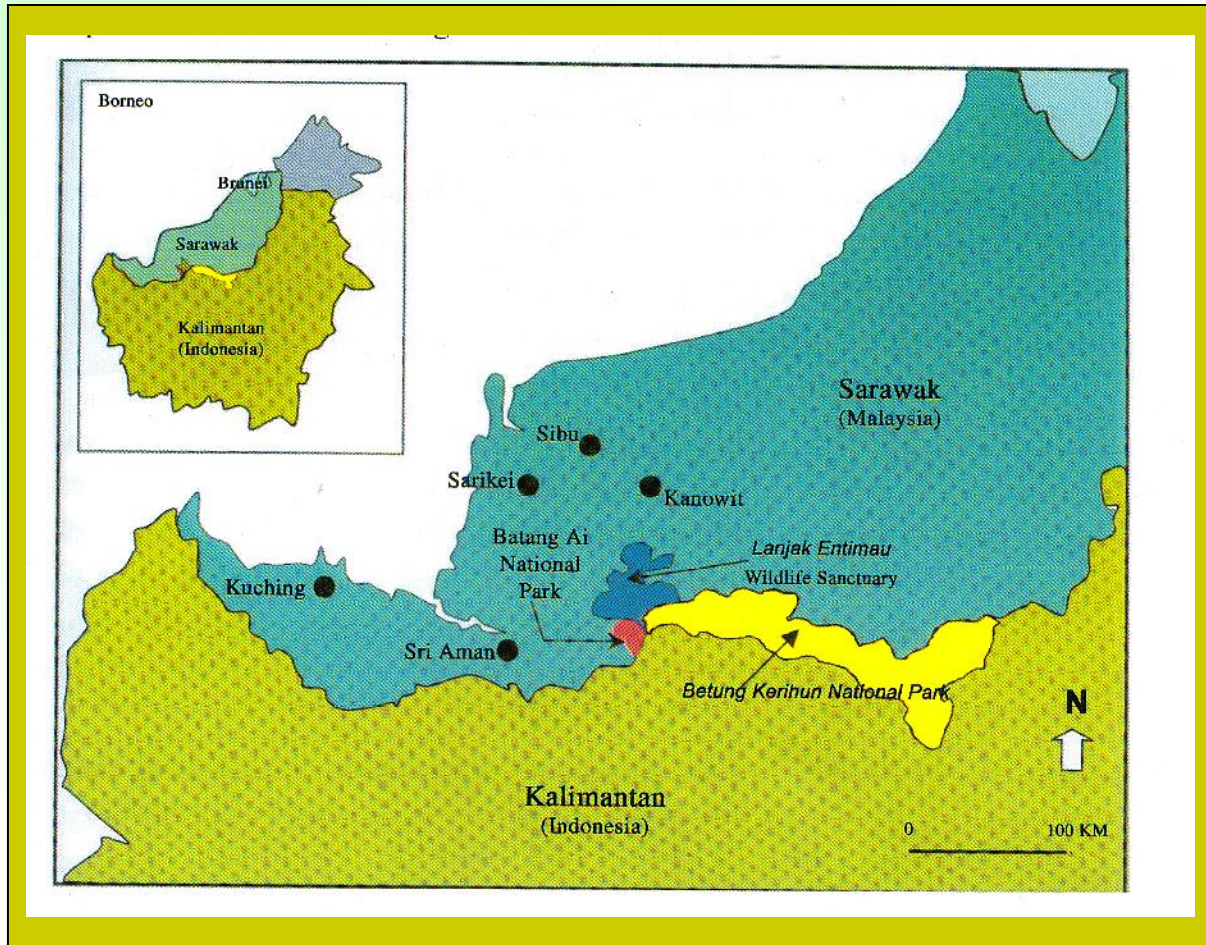 Borneo
Brunei
Sarawak
Kalimantan
(Indonesia)
Sarawak
(Malaysia)
Sibu
Sarikei
Kanowit
Batang Ai
National
Park
Lanjak Entimau
Wildlife Sanctuary
Kuching
Sri Aman
Betung Kerihun National Park
N
Kalimantan
(Indonesia)
0 100 KM